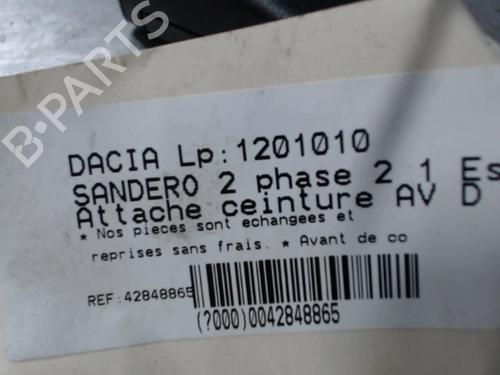 B-PARTS
DACIA Lp:1201010
SANDERO 2 phase 2 1 Es
Attache ceinture AV D
* Nos pieces sont echangees et
reprises sans frais. * Avant de co
REF:42848865
(?000)0042848865